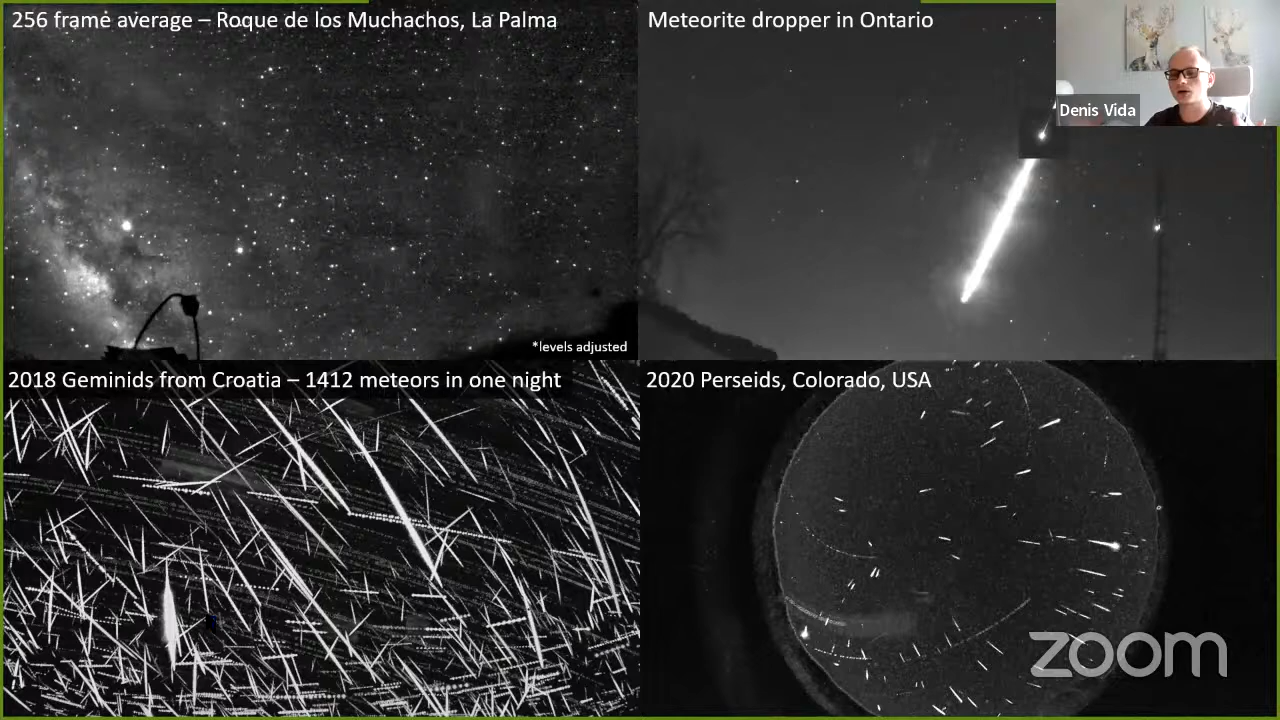 256 frame average – Roque de los Muchachos, La Palma
Meteorite dropper in Ontario
Denis Vida
*levels adjusted
2018 Geminids from Croatia – 1412 meteors in one night
2020 Perseids, Colorado, USA
zoom